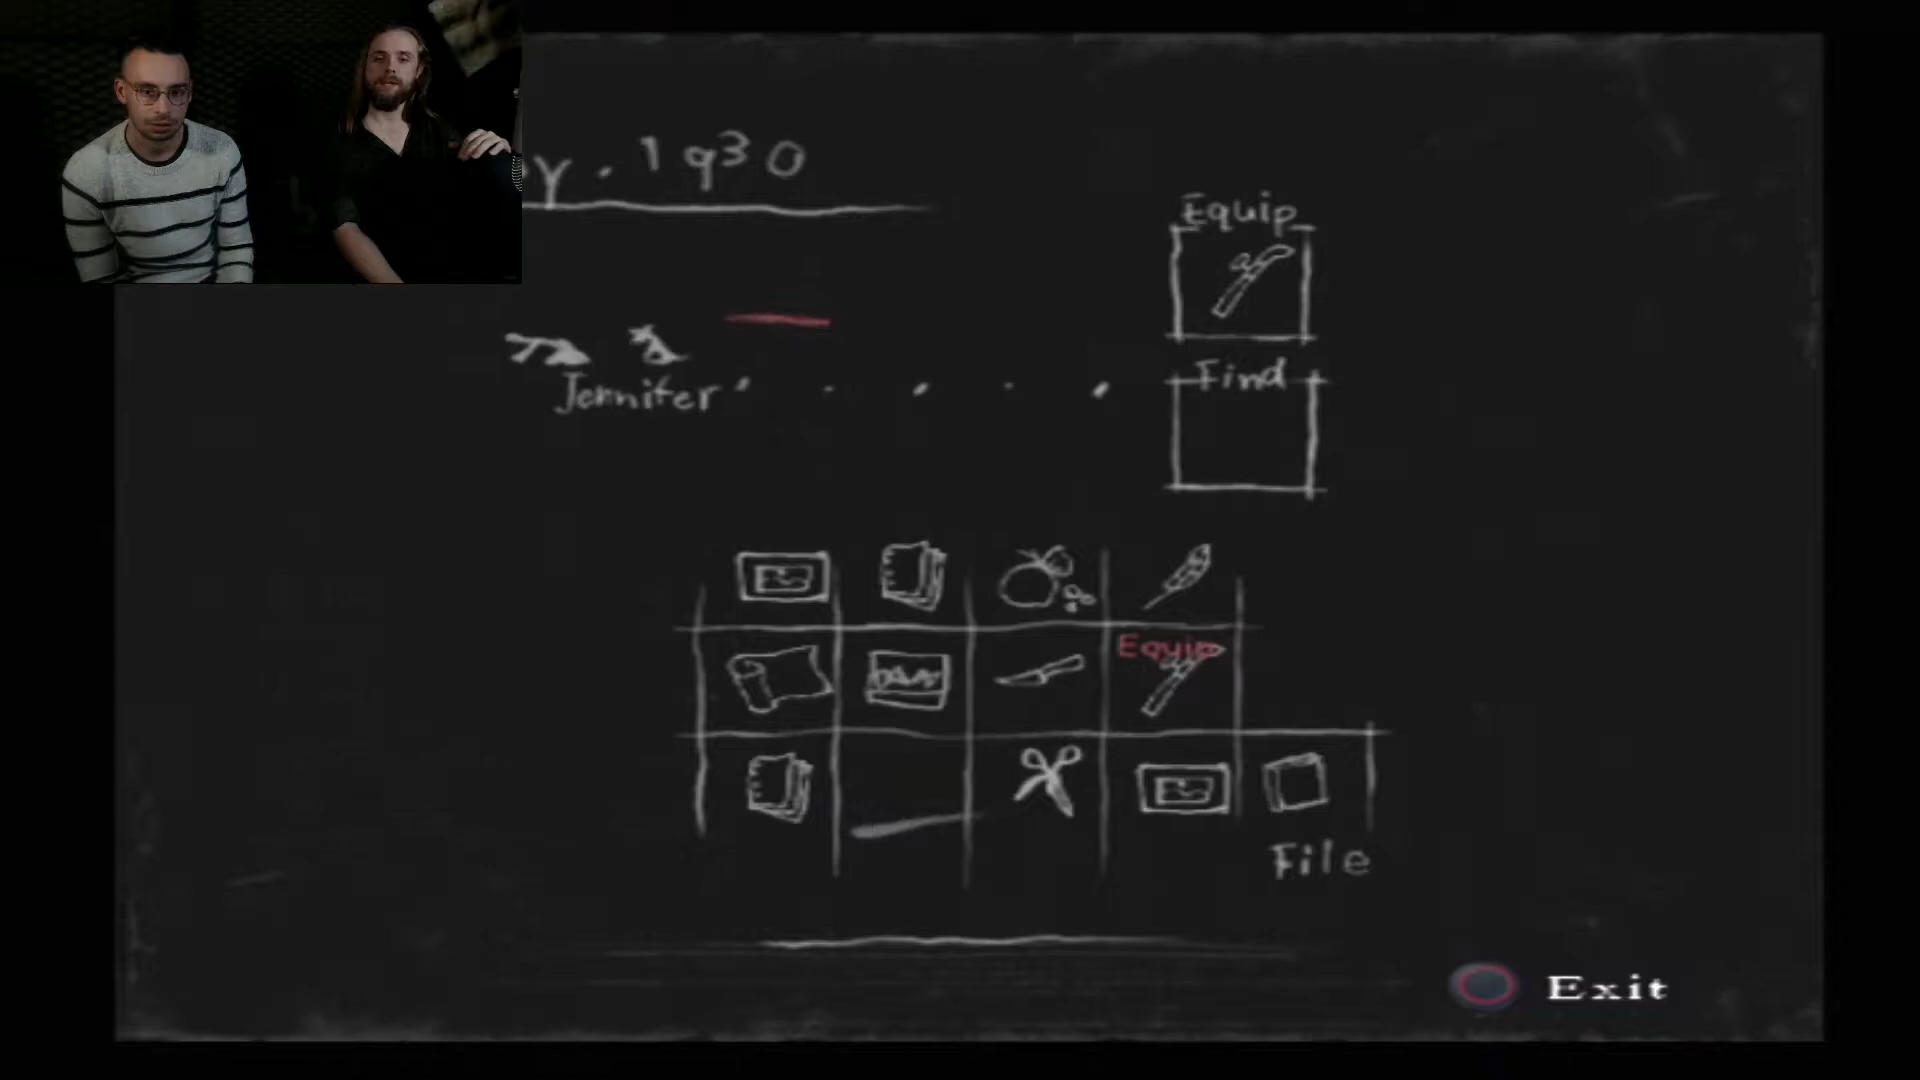 y. 1930
Equip
Find
Jennifer
Equip
File
Exit